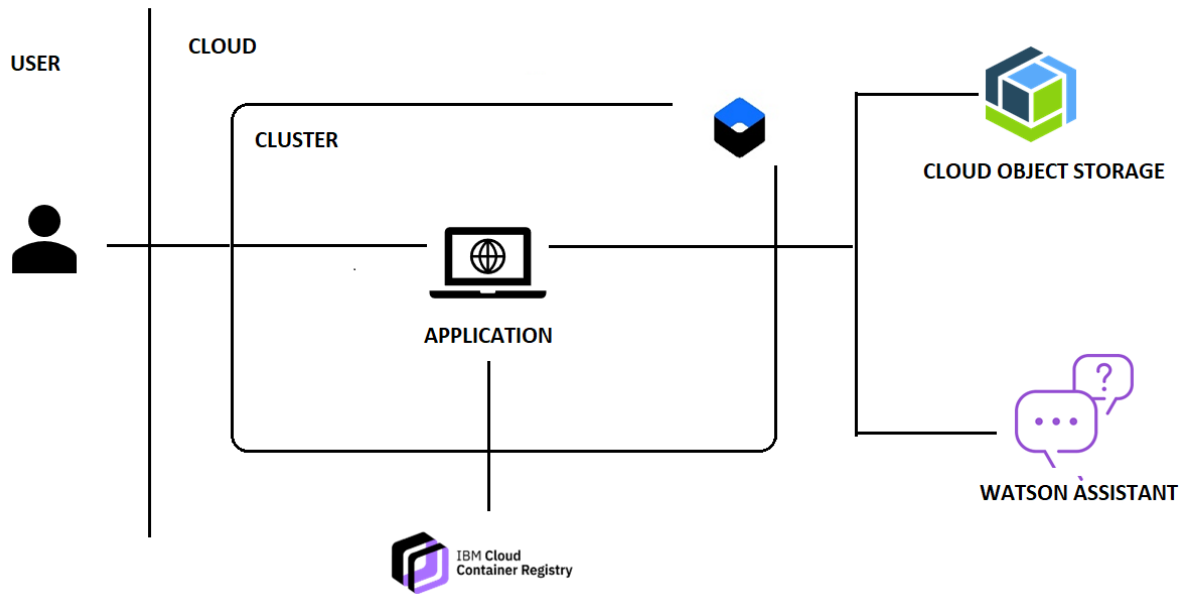 USER
CLOUD
CLUSTER
APPLICATION
CLOUD OBJECT STORAGE
?
WATSON ASSISTANT
IBM Cloud
Container Registry